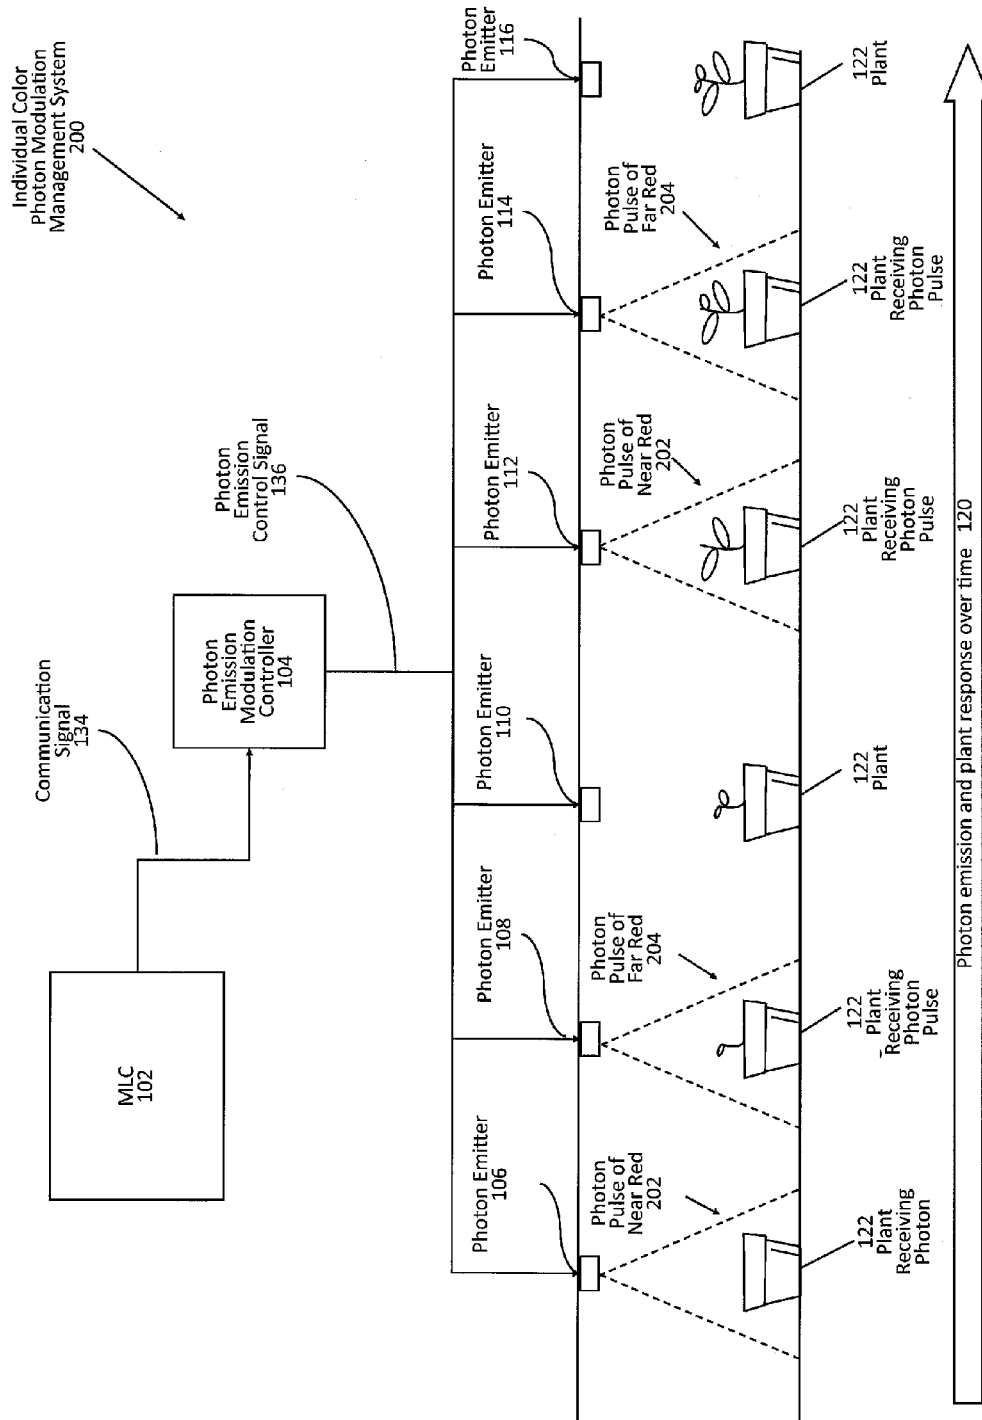 Individual Color
Photon Modulation
Management System
200
MLC
102
Communication
Signal
134
Photon
Emission
Modulation
Controller
104
Photon
Emission
Control Signal
136
Photon Emitter
106
Photon Emitter
108
Photon Emitter
110
Photon Emitter
112
Photon Emitter
114
Photon
Emitter
116
Photon
Pulse of
Near Red
202
Photon
Pulse of
Far Red
204
Photon
Pulse of
Near Red
202
Photon
Pulse of
Far Red
204
122
Plant
Receiving
Photon
122
Plant
Receiving
Photon
Pulse
122
Plant
122
Plant
Receiving
Photon
Pulse
122
Plant
Receiving
Photon
Pulse
122
Plant
Photon emission and plant response over time 120